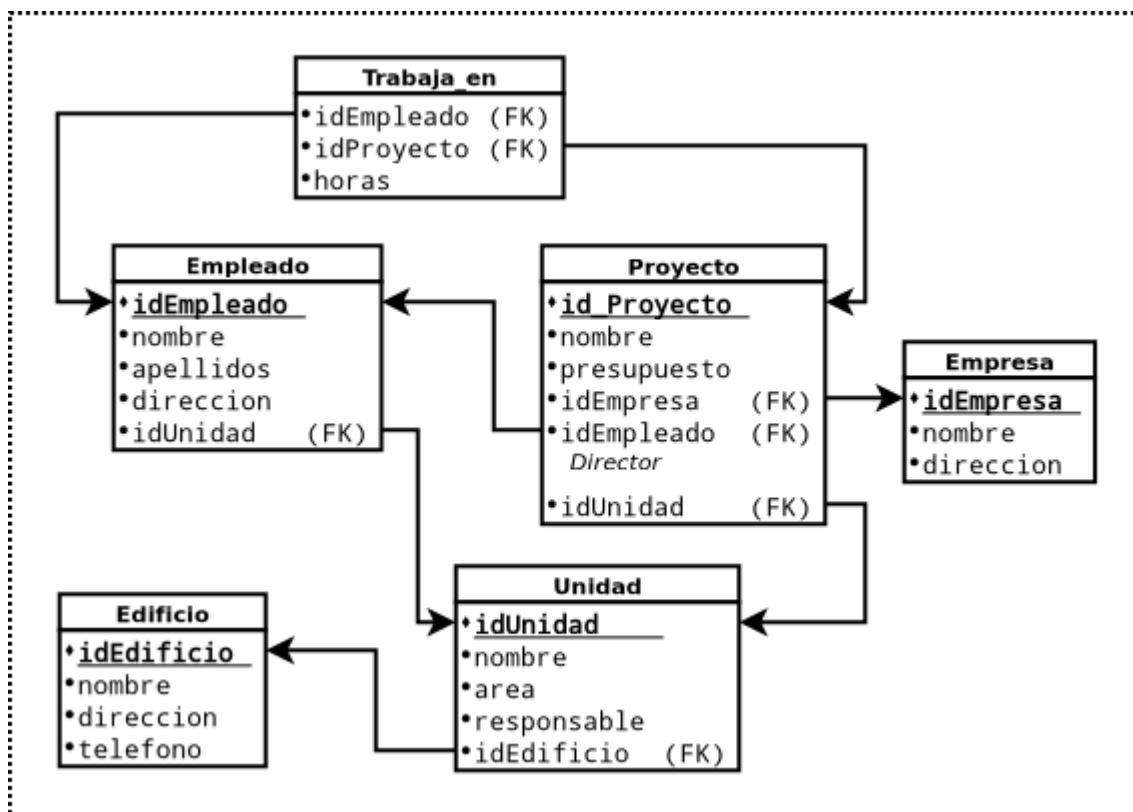 Trabaja_en
•idEmpleado (FK)
•idProyecto (FK)
•horas
Empleado
idEmpleado
•nombre
•apellidos
•direccion
•idUnidad (FK)
Proyecto
id_Proyecto
•nombre
•presupuesto
•idEmpresa (FK)
•idEmpleado (FK)
Director
•idUnidad (FK)
Empresa
idEmpresa
•nombre
•direccion
Edificio
idEdificio
•nombre
•direccion
•telefono
Unidad
idUnidad
•nombre
•area
•responsable
•idEdificio (FK)